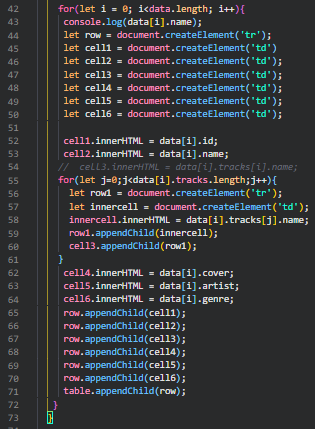 42 for(let i = 0; i<data.length; i++){
43 console.log(data[i].name);
44 let row = document.createElement('tr');
45 let cell1 = document.createElement('td')
46 let cell2 = document.createElement('td');
47 let cell3 = document.createElement('td');
48 let cell4 = document.createElement('td');
49 let cell5 = document.createElement('td');
50 let cell6 = document.createElement('td');
51
52 cell1.innerHTML = data[i].id;
53 cell2.innerHTML = data[i].name;
54 // cell3.innerHTML = data[i].tracks[i].name;
55 for(let j=0;j<data[i].tracks.length;j++){
56 let row1 = document.createElement('tr');
57 let innercell = document.createElement('td');
58 innercell.innerHTML = data[i].tracks[j].name;
59 row1.appendChild(innercell);
60 cell3.appendChild(row1);
61 }
62 cell4.innerHTML = data[i].cover;
63 cell5.innerHTML = data[i].artist;
64 cell6.innerHTML = data[i].genre;
65 row.appendChild(cell1);
66 row.appendChild(cell2);
67 row.appendChild(cell3);
68 row.appendChild(cell4);
69 row.appendChild(cell5);
70 row.appendChild(cell6);
71 table.appendChild(row);
72 }
73 }